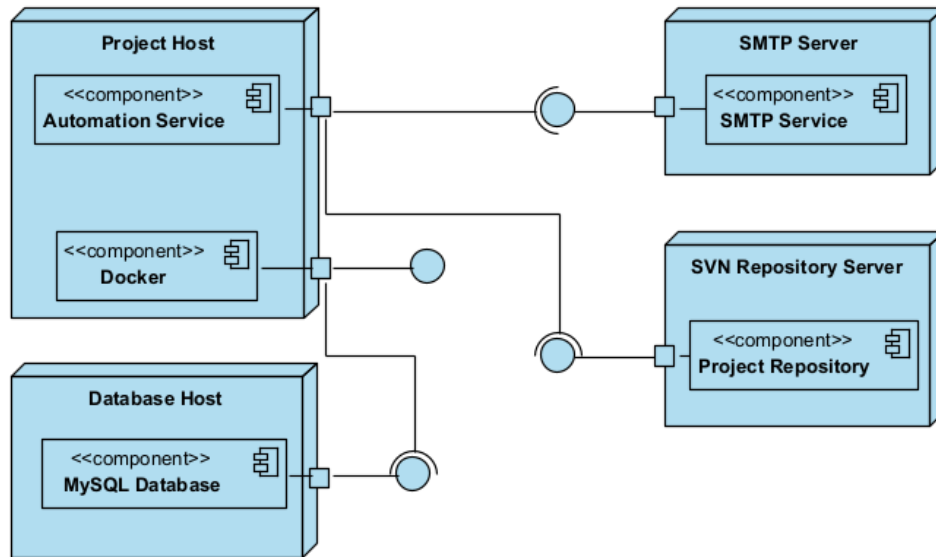 Project Host
<<component>>
Automation Service
<<component>>
Docker
SMTP Server
<<component>>
SMTP Service
SVN Repository Server
<<component>>
Project Repository
Database Host
<<component>>
MySQL Database